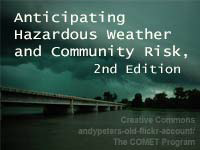 Anticipating
Hazardous Weather
and Community Risk,
2nd Edition
Creative Commons
andypeters-old-flickr-account/
The COMET Program